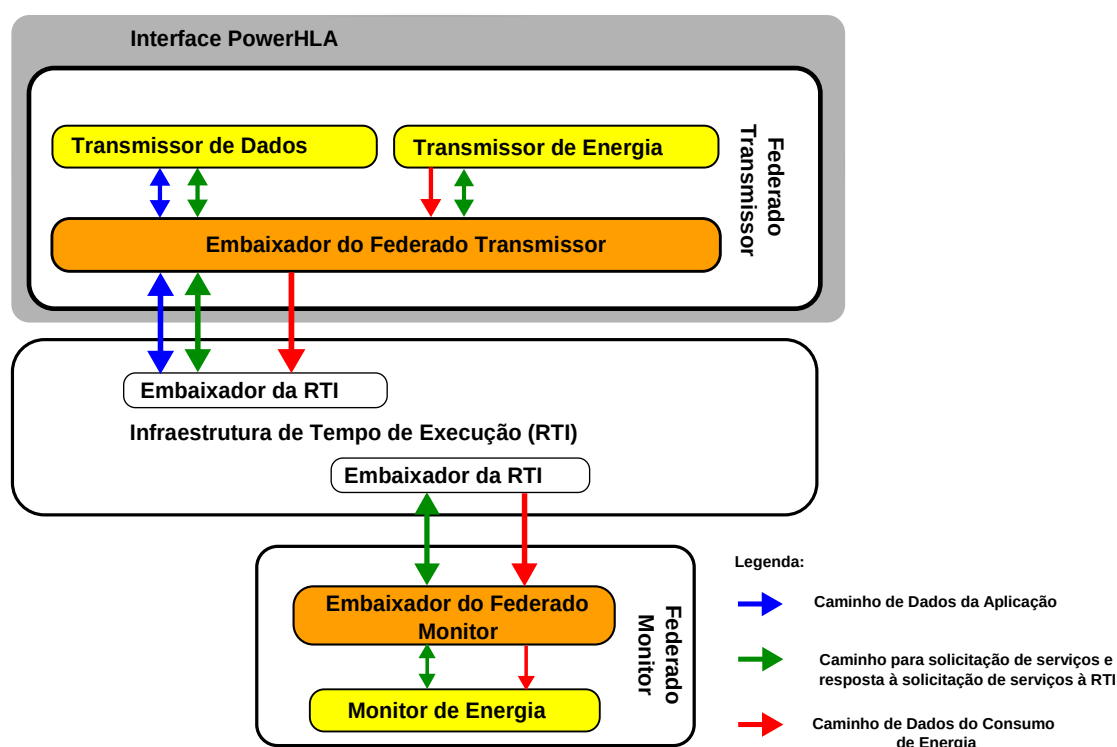 Interface PowerHLA
Transmissor de Dados
Transmissor de Energia
Federado
Transmissor
Embaixador do Federado Transmissor
Embaixador da RTI
Infraestrutura de Tempo de Execução (RTI)
Embaixador da RTI
Embaixador do Federado
Monitor
Federado
Monitor
Monitor de Energia
Legenda:
Caminho de Dados da Aplicação
Caminho para solicitação de serviços e
resposta à solicitação de serviços à RTI
Caminho de Dados do Consumo
de Energia